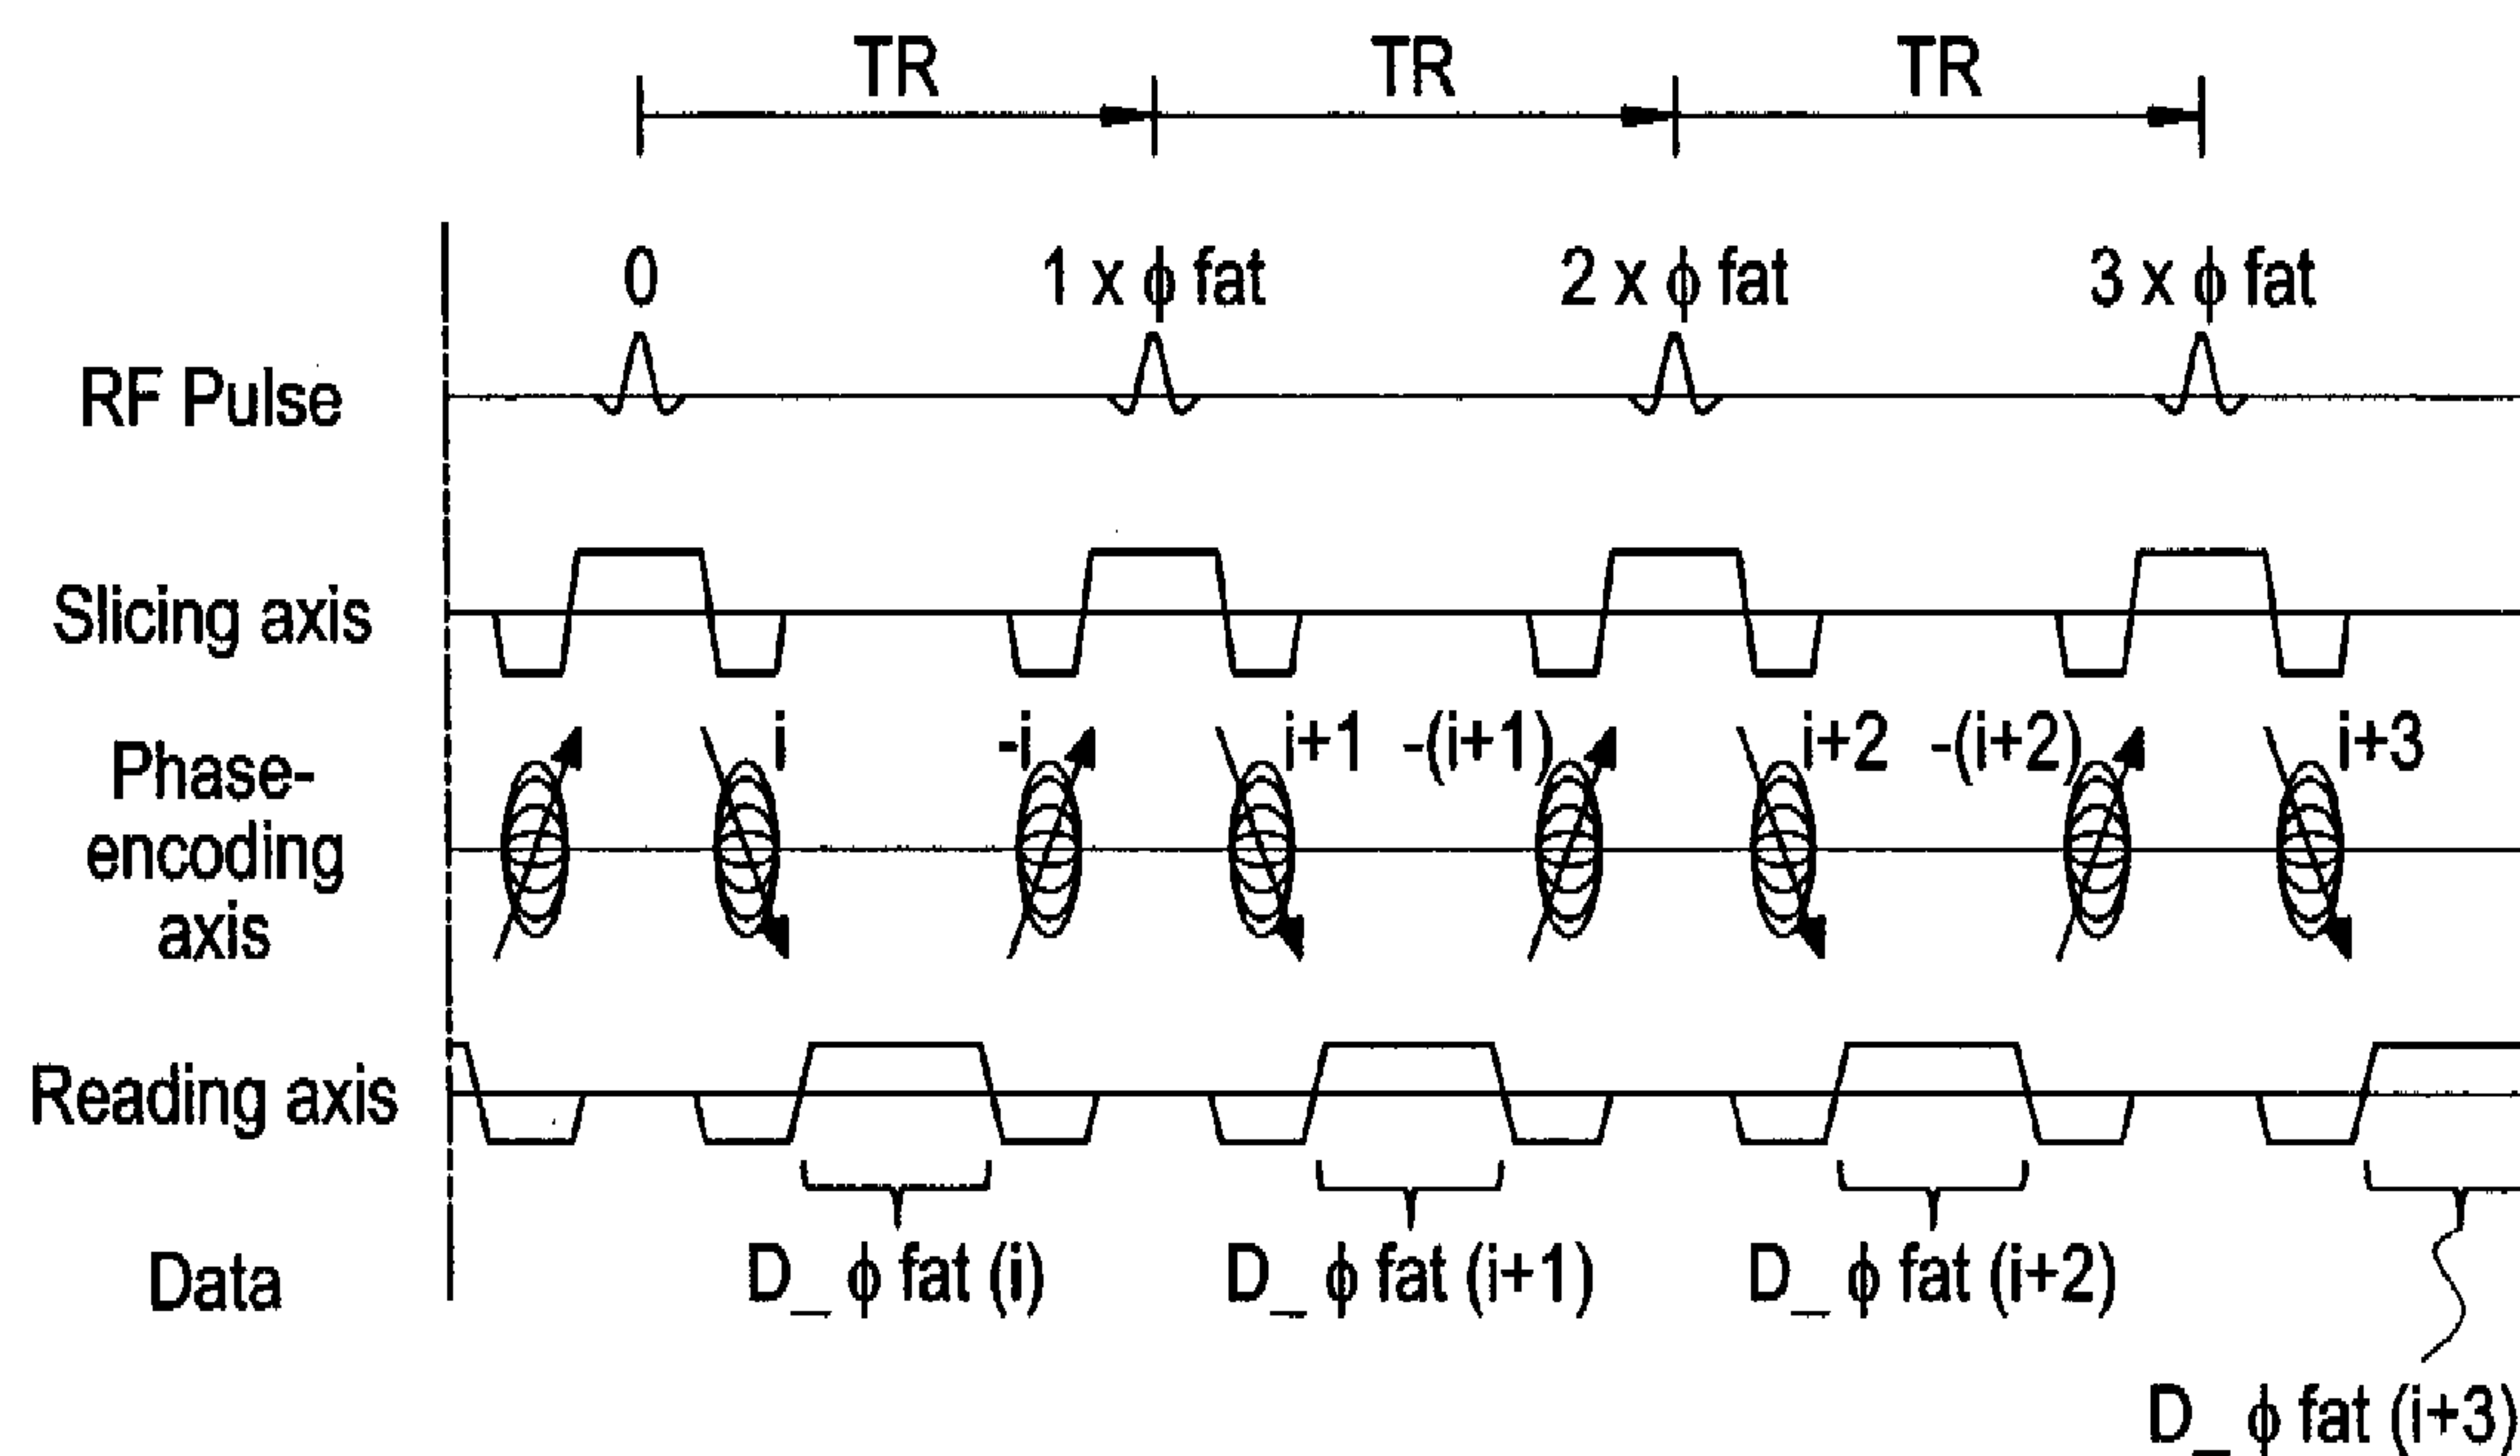 TR TR TR
0 1 x ϕ fat 2 x ϕ fat 3 x ϕ fat
RF Pulse
Slicing axis
i -i i+1 -(i+1) i+2 -(i+2) i+3
Phase-
encoding
axis
Reading axis
Data
D_ ϕ fat (i) D_ ϕ fat (i+1) D_ ϕ fat (i+2)
D_ ϕ fat (i+3)